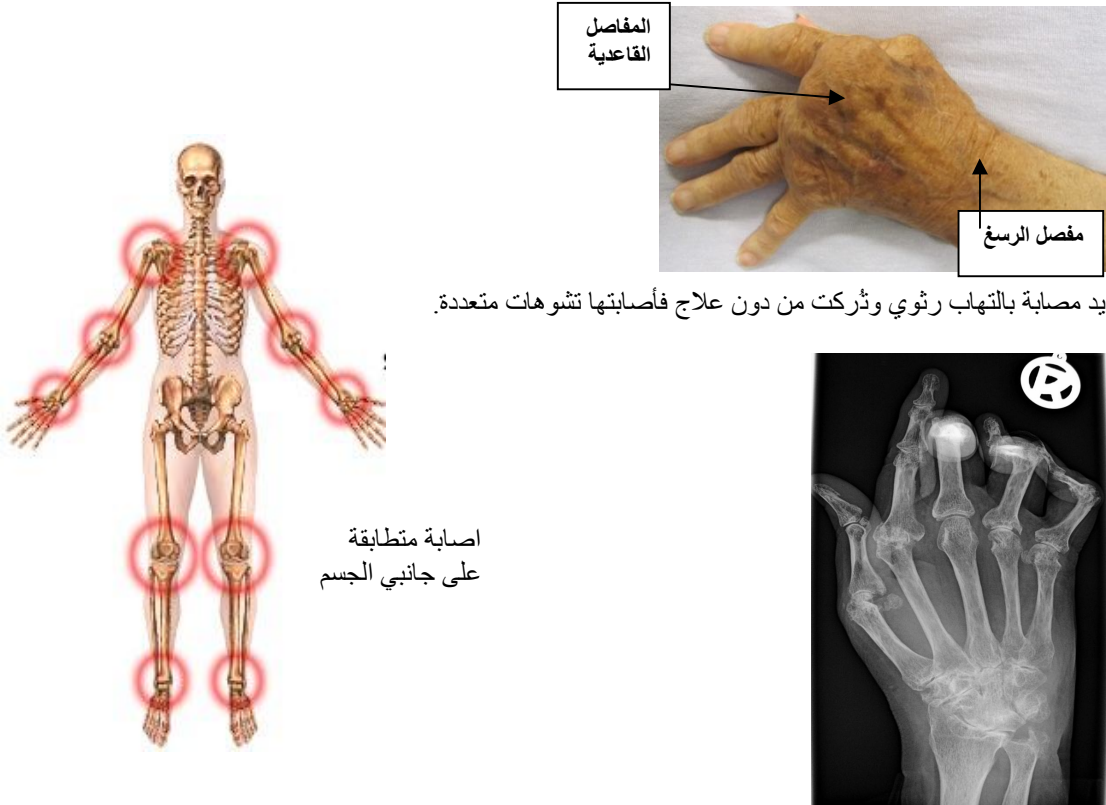 المفاصل
القاعدية
مفصل الرسغ
يد مصابة بالتهاب رثوي وتُركت من دون علاج فأصابتها تشوهات متعددة.
اصابة متطابقة
على جانبي الجسم
R